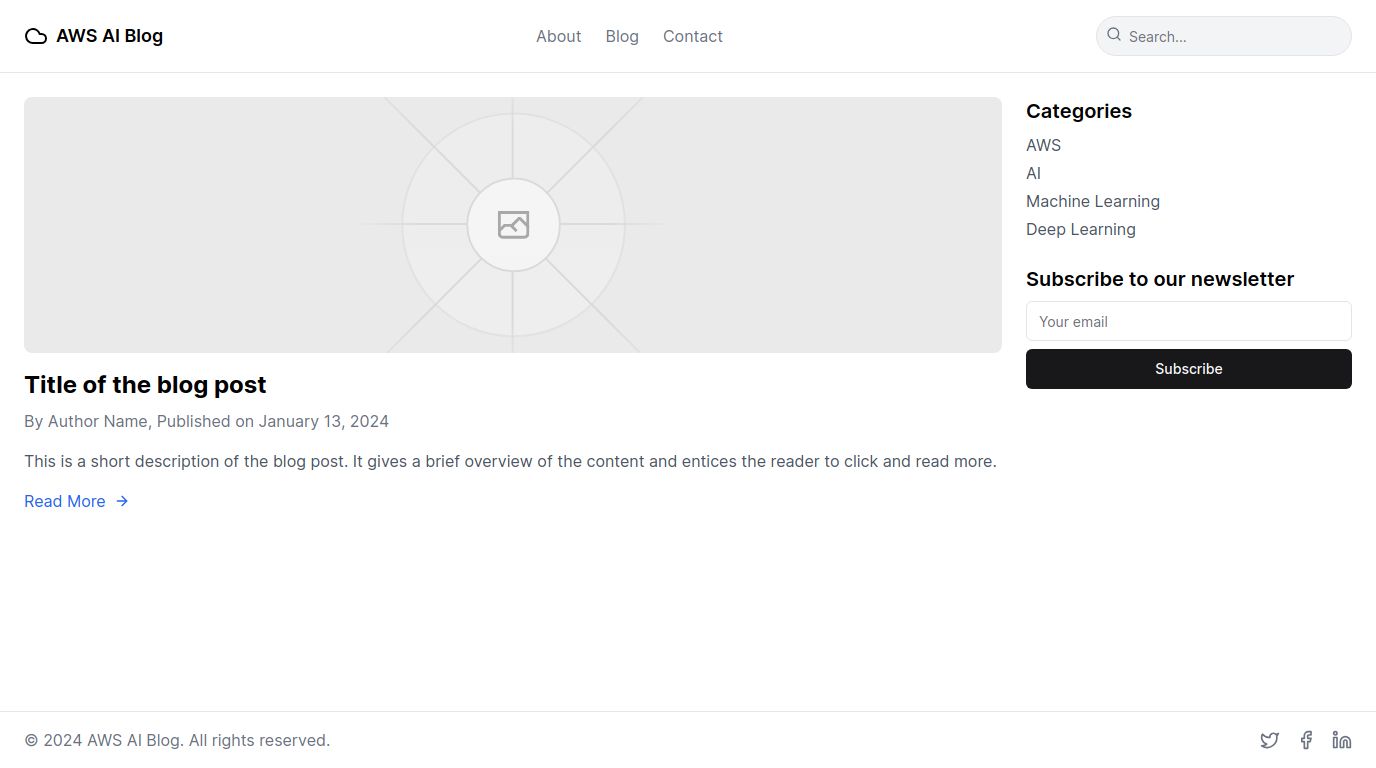 AWS AI Blog
About
Blog
Contact
Search...
Title of the blog post
By Author Name, Published on January 13, 2024
This is a short description of the blog post. It gives a brief overview of the content and entices the reader to click and read more.
Read More
Categories
AWS
AI
Machine Learning
Deep Learning
Subscribe to our newsletter
Your email
Subscribe
© 2024 AWS AI Blog. All rights reserved.